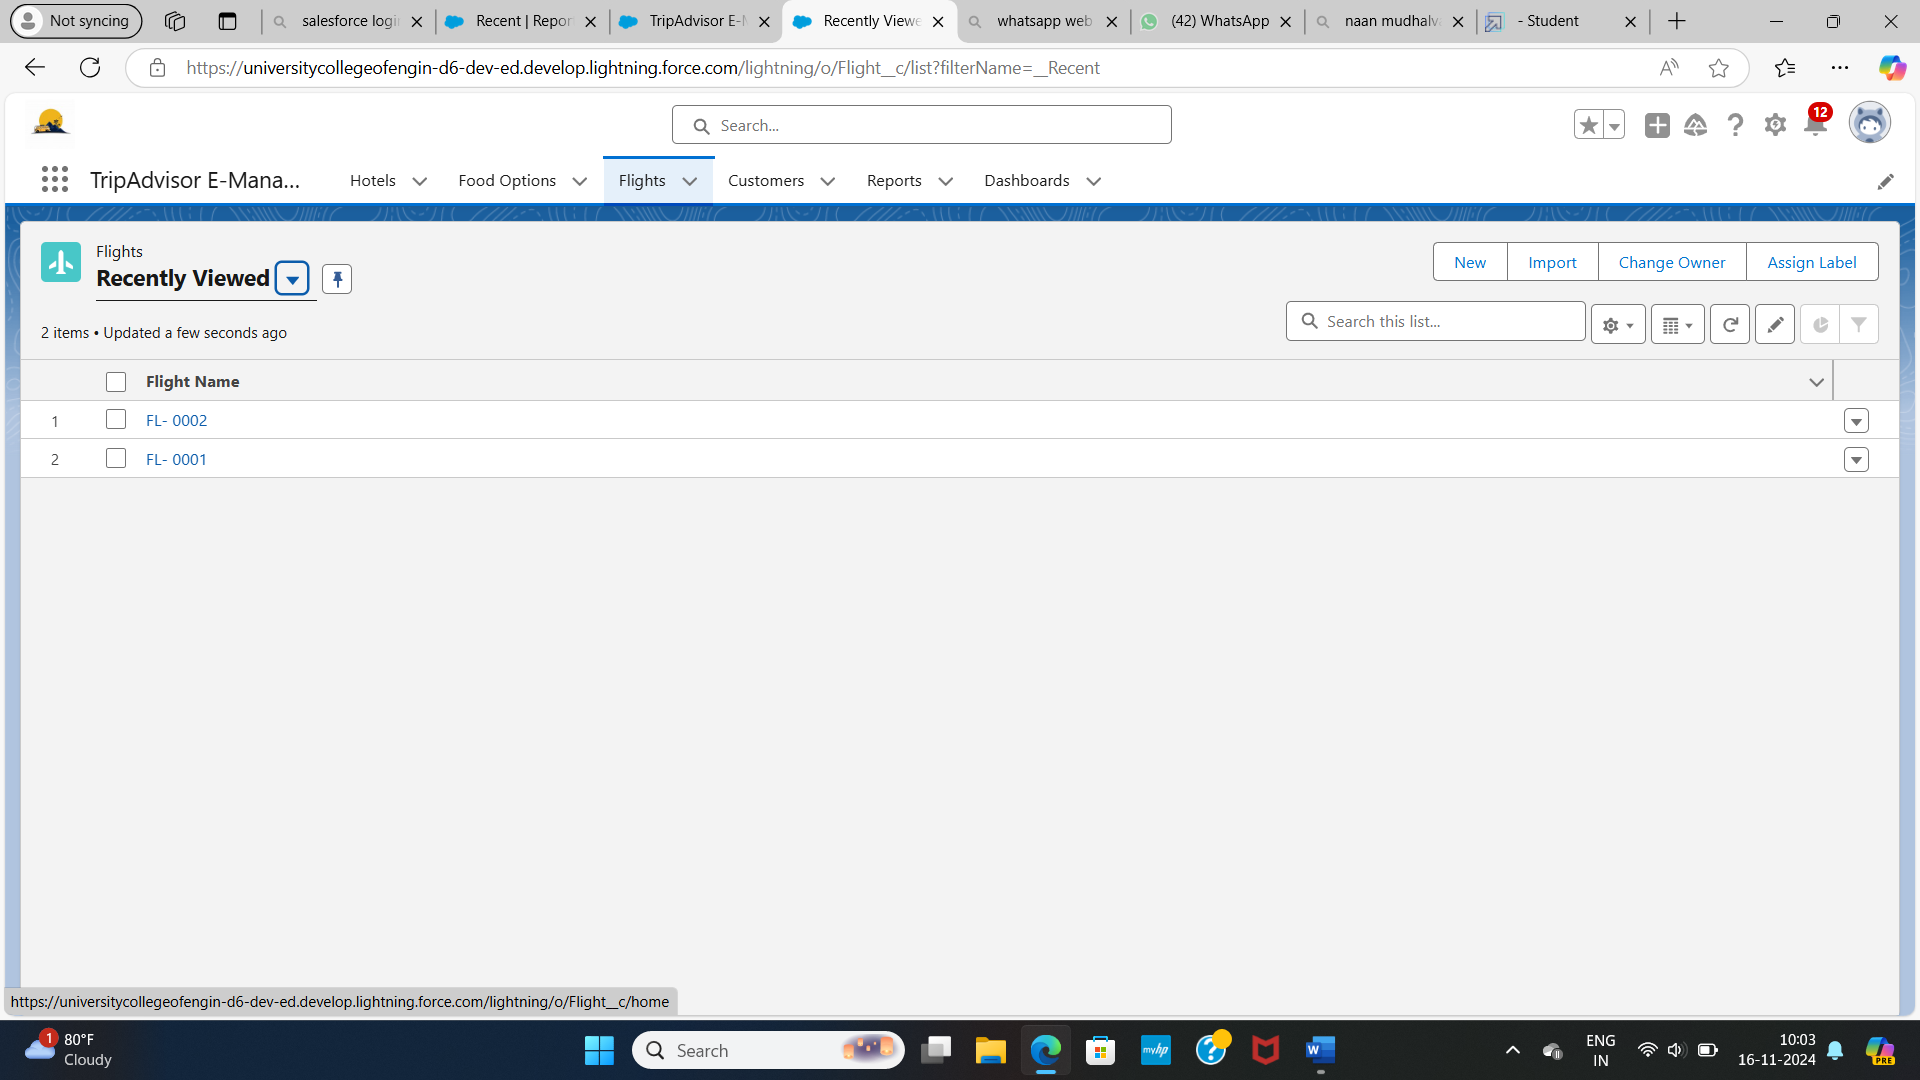 Not syncing
salesforce logi
Recent | Repor
TripAdvisor E-M
Recently Viewe
whatsapp web
(42) WhatsApp
naan mudhalv
- Student
https://universitycollegeofengin-d6-dev-ed.develop.lightning.force.com/lightning/o/Flight__c/list?filterName=__Recent
Search...
12
TripAdvisor E-Mana...
Hotels
Food Options
Flights
Customers
Reports
Dashboards
Flights
Recently Viewed
New
Import
Change Owner
Assign Label
2 items • Updated a few seconds ago
Search this list...
Flight Name
1 FL- 0002
2 FL- 0001
https://universitycollegeofengin-d6-dev-ed.develop.lightning.force.com/lightning/o/Flight__c/home
1
80°F
Cloudy
Search
myhp
W
ENG
IN
10:03
16-11-2024
PRE